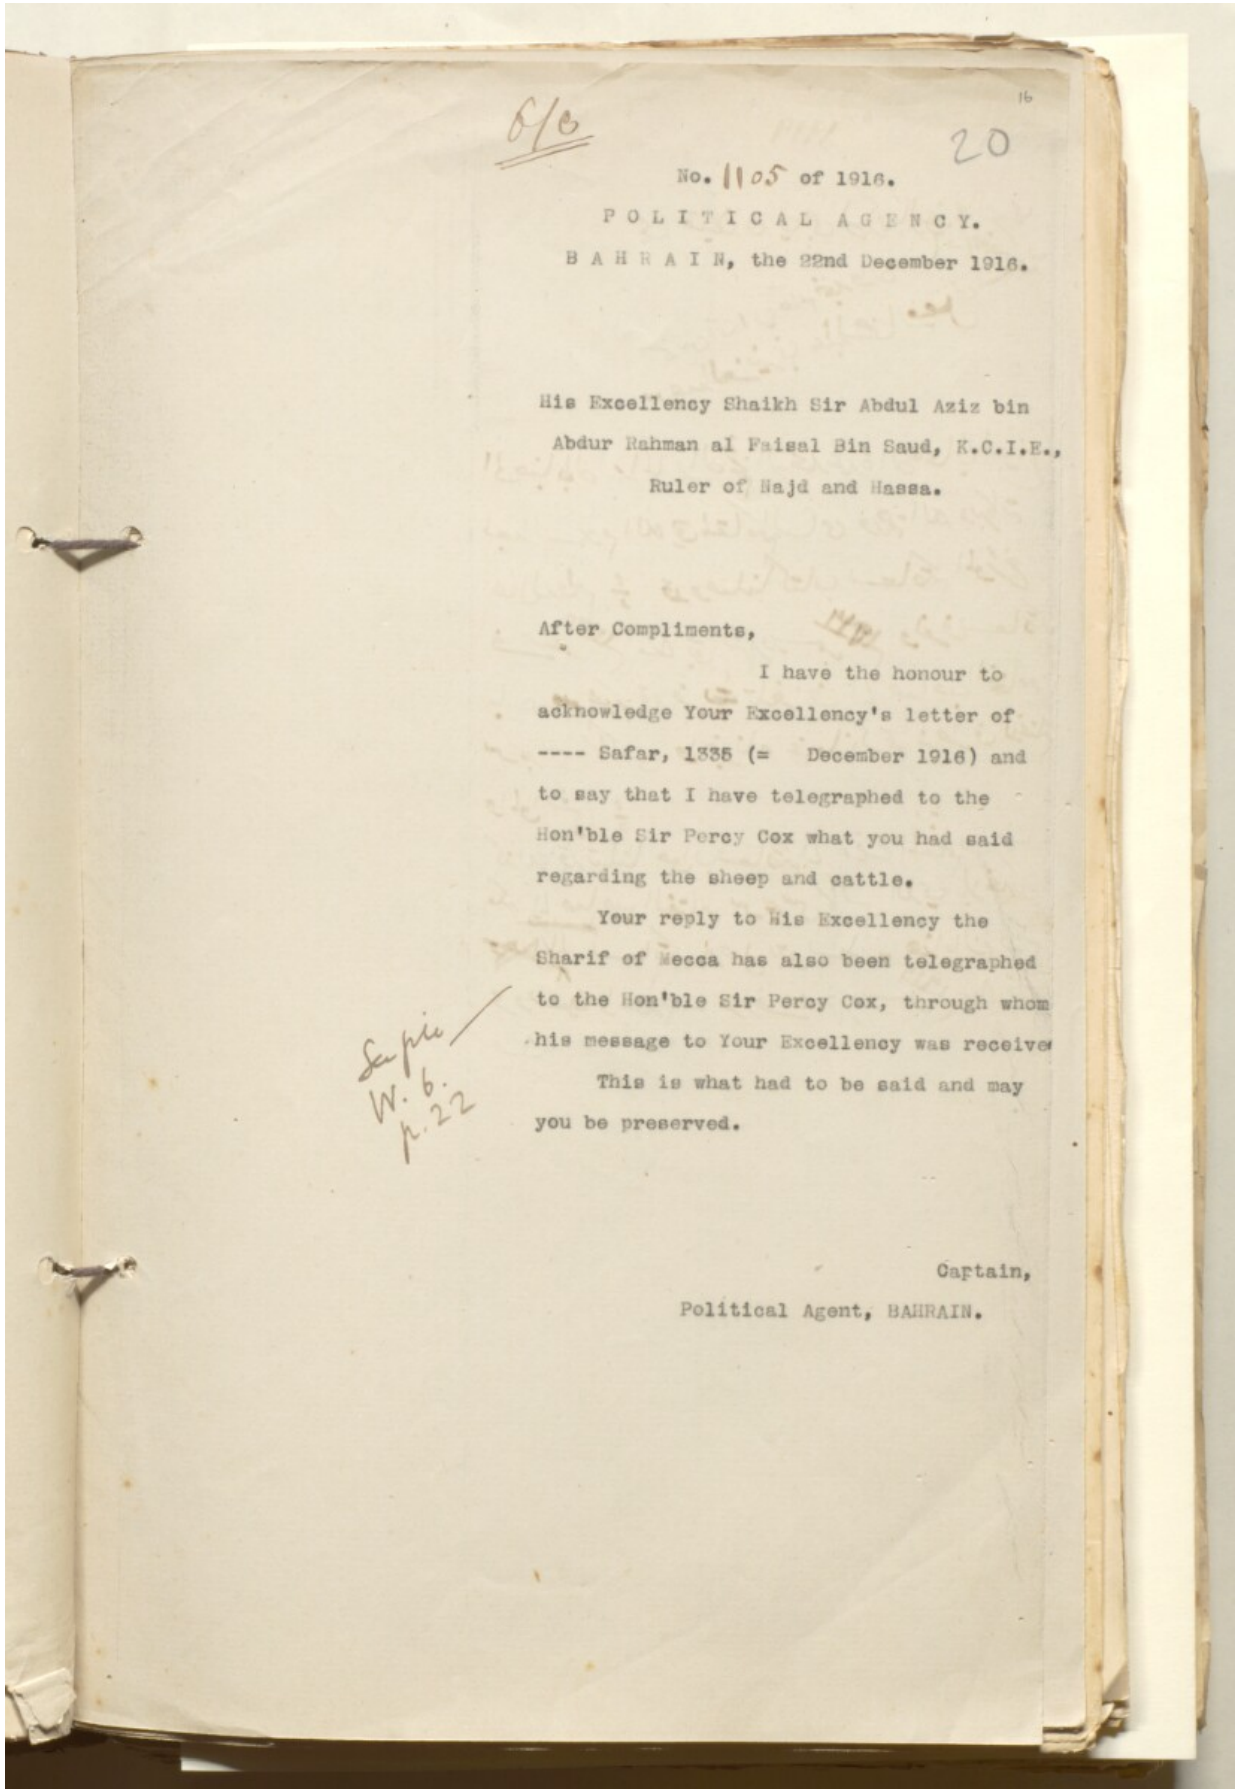 6/8
16
20
No. 1105 of 1916.
POLITICAL AGENCY.
BAHRAIN, the 22nd December 1916.
His Excellency Shaikh Sir Abdul Aziz bin
Abdur Rahman al Faisal Bin Saud, K.C.I.E.,
Ruler of Najd and Hassa.
After Compliments,
I have the honour to
acknowledge Your Excellency's letter of
---- Safar, 1335 (= December 1916) and
to say that I have telegraphed to the
Hon'ble Sir Percy Cox what you had said
regarding the sheep and cattle.
Your reply to His Excellency the
Sharif of Mecca has also been telegraphed
to the Hon'ble Sir Percy Cox, through whom
his message to Your Excellency was receive
This is what had to be said and may
you be preserved.
W. 6.
p. 22
Captain,
Political Agent, BAHRAIN.